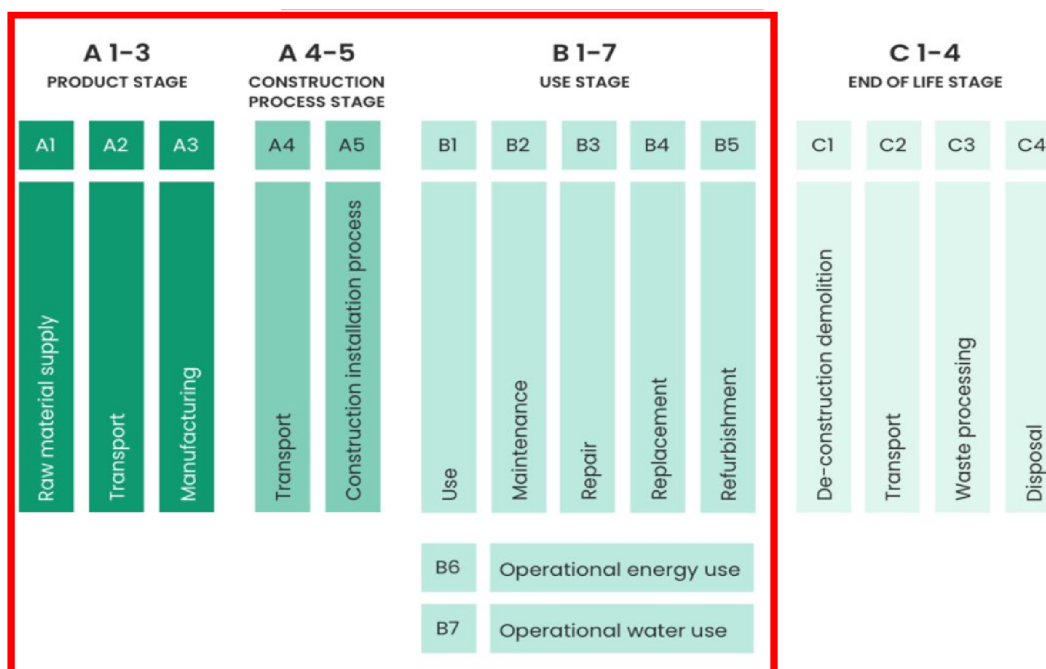 A 1-3
PRODUCT STAGE
A 4-5
CONSTRUCTION
PROCESS STAGE
B 1-7
USE STAGE
C 1-4
END OF LIFE STAGE
A1
A2
A3
A4
A5
B1
B2
B3
B4
B5
C1
C2
C3
C4
Raw material supply
Transport
Manufacturing
Transport
Construction installation process
Use
Maintenance
Repair
Replacement
Refurbishment
De-construction demolition
Transport
Waste processing
Disposal
B6
Operational energy use
B7
Operational water use